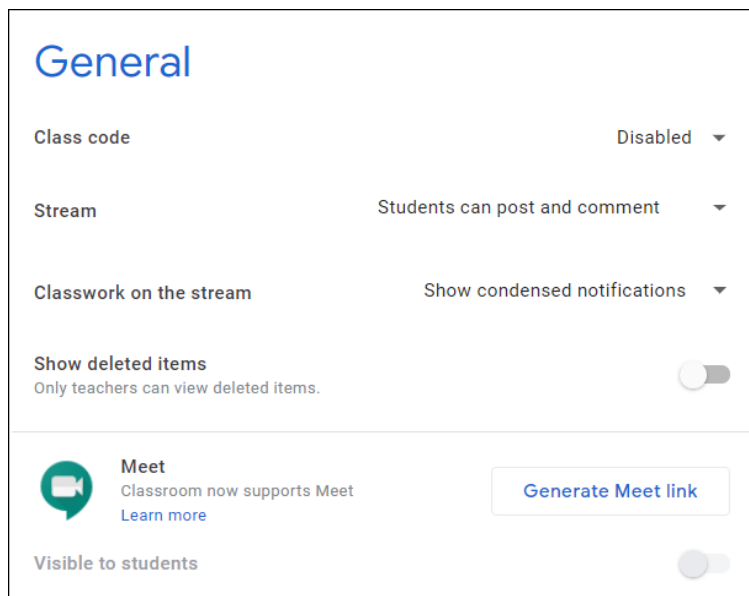 General
Class code Disabled
Stream Students can post and comment
Classwork on the stream Show condensed notifications
Show deleted items
Only teachers can view deleted items.
Meet
Classroom now supports Meet
Learn more
Generate Meet link
Visible to students